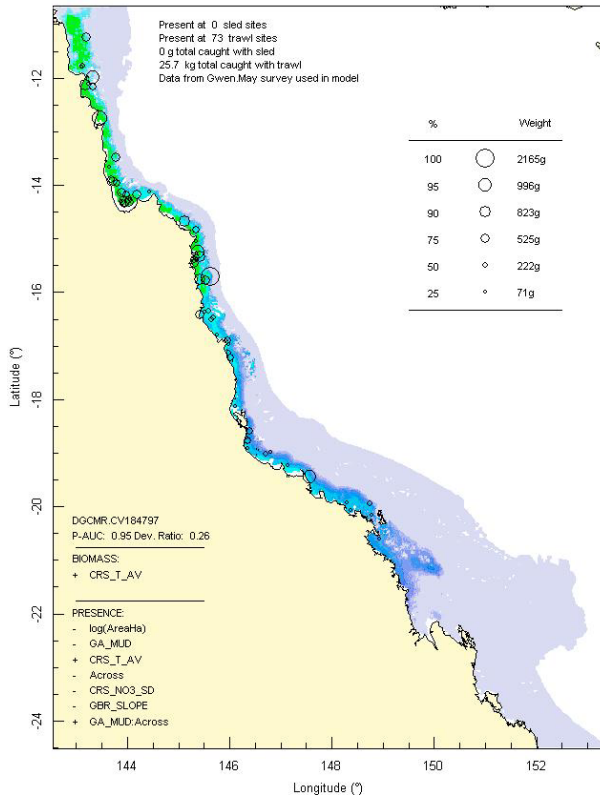 Present at 0 sled sites
Present at 73 trawl sites
0 g total caught with sled
25.7 kg total caught with trawl
Data from Gwen.May survey used in model
% Weight
100 2165g
95 996g
90 823g
75 525g
50 222g
25 71g
-12
-14
-16
-18
-20
-22
-24
Latitude (°)
DGCMR.CV184797
P-AUC: 0.95 Dev. Ratio: 0.26
BIOMASS:
+ CRS_T_AV
PRESENCE:
- log(AreaHa)
- GA_MUD
+ CRS_T_AV
- Across
- CRS_NO3_SD
- GBR_SLOPE
+ GA_MUD:Across
144 146 148 150 152
Longitude (°)